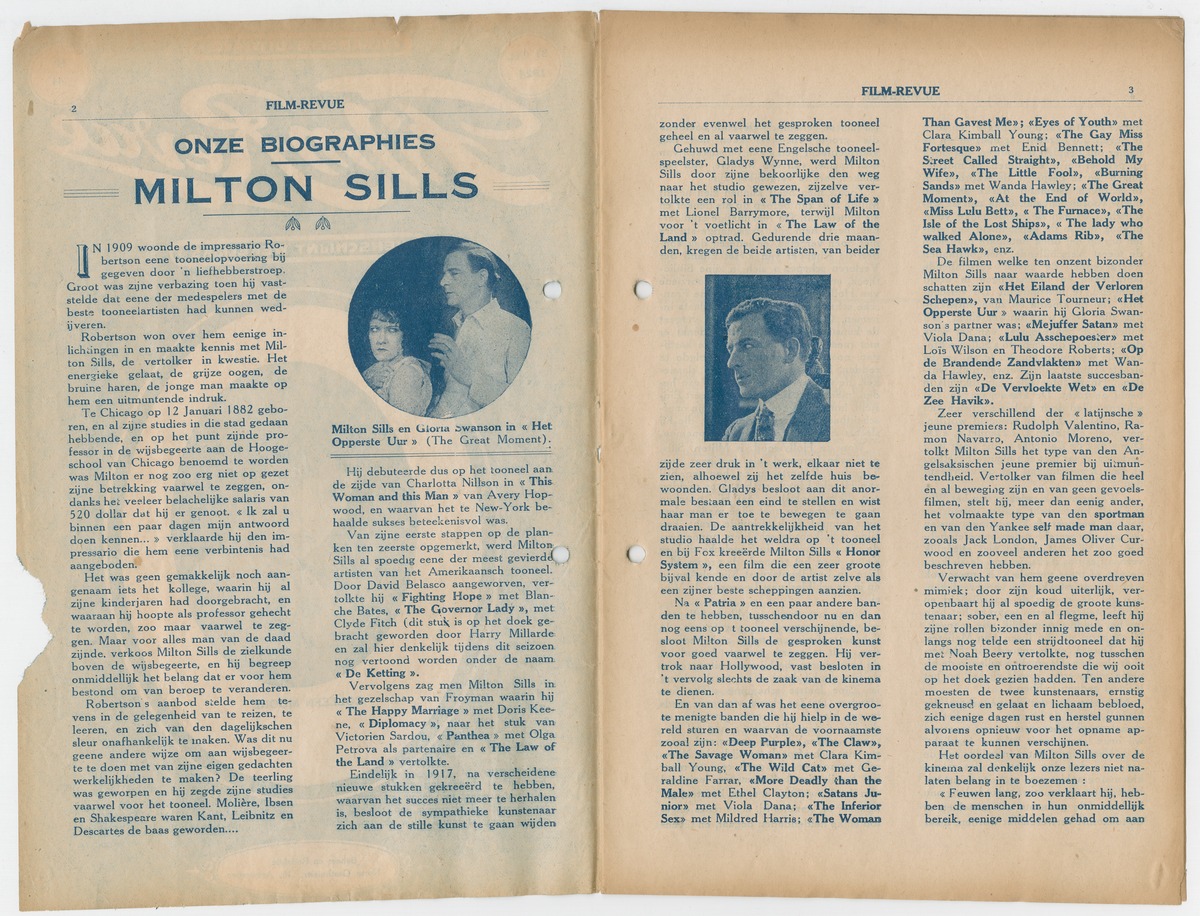 2
FILM-REVUE
ONZE BIOGRAPHIES
MILTON SILLS
IN 1909 woonde de impressario Ro-
bertson eene tooneelopvoering bij
gegeven door 'n liefhebberstroep.
Groot was zijne verbazing toen hij vast-
stelde dat eene der medespelers met de
beste tooneelartisten had kunnen wed-
ijveren.
Robertson won over hem eenige in-
lichtingen in en maakte kennis met Mil-
ton Sills, de vertolker in kwestie. Het
energieke gelaat, de grijze oogen, de
bruine haren, de jonge man maakte op
hem een uitmuntende indruk.
Te Chicago op 12 Januari 1882 gebo-
ren, en al zijne studies in die stad gedaan
hebbende, en op het punt zijnde pro-
fessor in de wijsbegeerte aan de Hooge-
school van Chicago benoemd te worden
was Milton er nog zoo erg niet op gezet
zijne betrekking vaarwel te zeggen, on-
danks het veeleer belachelijke salaris van
520 dollar dat hij er genoot. « Ik zal u
binnen een paar dagen mijn antwoord
doen kennen... » verklaarde hij den im-
pressario die hem eene verbintenis had
aangeboden.
Het was geen gemakkelijk noch aan-
genaam iets het kollege, waarin hij al
zijne kinderjaren had doorgebracht, en
waaraan hij hoopte als professor gehecht
te worden, zoo maar vaarwel te zeg-
gen. Maar voor alles man van de daad
zijnde, verkoos Milton Sills de zielkunde
boven de wijsbegeerte, en hij begreep
onmiddellijk het belang dat er voor hem
bestond om van beroep te veranderen.
Robertson's aanbod stelde hem te-
vens in de gelegenheid van te reizen, te
leeren, en zich van den dagelijkschen
sleur onafhankelijk te maken. Was dit nu
geene andere wijze om aan wijsbegeer-
te te doen met van zijne eigen gedachten
werkelijkheden te maken? De teerling
was geworpen en hij zegde zijne studies
vaarwel voor het tooneel. Molière, Ibsen
en Shakespeare waren Kant, Leibnitz en
Descartes de baas geworden....
Milton Sills en Gloria Swanson in « Het
Opperste Uur » (The Great Moment).
Hij debuteerde dus op het tooneel aan
de zijde van Charlotta Nillson in « This
Woman and this Man » van Avery Hop-
wood, en waarvan het te New-York be-
haalde sukses beteekenisvol was.
Van zijne eerste stappen op de plan-
ken ten zeerste opgemerkt, werd Milton
Sills al spoedig eene der meest gevierde
artisten van het Amerikaansch tooneel.
Door David Belasco aangeworven, ver-
tolkte hij « Fighting Hope » met Blan-
che Bates, « The Governor Lady », met
Clyde Fitch (dit stuk is op het doek ge-
bracht geworden door Harry Millarde
en zal hier denkelijk tijdens dit seizoen
nog vertoond worden onder de naam
« De Ketting ».
Vervolgens zag men Milton Sills in
het gezelschap van Froyman waarin hij
« The Happy Marriage » met Doris Kee-
ne, « Diplomacy », naar het stuk van
Victorien Sardou, « Panthea » met Olga
Petrova als partenaire en « The Law of
the Land » vertolkte.
Eindelijk in 1917, na verscheidene
nieuwe stukken gekreeërd te hebben,
waarvan het succes niet meer te herhalen
is, besloot de sympathieke kunstenaar
zich aan de stille kunst te gaan wijden
FILM-REVUE
3
zonder evenwel het gesproken tooneel
geheel en al vaarwel te zeggen.
Gehuwd met eene Engelsche tooneel-
speelster, Gladys Wynne, werd Milton
Sills door zijne bekoorlijke den weg
naar het studio gewezen, zijzelve ver-
tolkte een rol in « The Span of Life »
met Lionel Barrymore, terwijl Milton
voor 't voetlicht in « The Law of the
Land » optrad. Gedurende drie maan-
den, kregen de beide artisten, van beider
zijde zeer druk in 't werk, elkaar niet te
zien, alhoewel zij het zelfde huis be-
woonden. Gladys besloot aan dit anor-
male bestaan een eind te stellen en wist
haar man er toe te bewegen te gaan
draaien. De aantrekkelijkheid van het
studio haalde het weldra op 't tooneel
en bij Fox kreeërde Milton Sills « Honor
System », een film die een zeer groote
bijval kende en door de artist zelve als
een zijner beste scheppingen aanzien.
Na « Patria » en een paar andere ban-
den te hebben, tusschendoor nu en dan
nog eens op 't tooneel verschijnende, be-
sloot Milton Sills de gesproken kunst
voor goed vaarwel te zeggen. Hij ver-
trok naar Hollywood, vast besloten in
't vervolg slechts de zaak van de kinema
te dienen.
En van dan af was het eene overgroo-
te menigte banden die hij hielp in de we-
reld sturen en waarvan de voornaamste
zooal zijn: «Deep Purple», «The Claw»,
«The Savage Woman» met Clara Kim-
ball Young, «The Wild Cat» met Ge-
raldine Farrar, «More Deadly than the
Male» met Ethel Clayton; «Satans Ju-
nior» met Viola Dana; «The Inferior
Sex» met Mildred Harris; «The Woman
Than Gavest Me»; «Eyes of Youth» met
Clara Kimball Young; «The Gay Miss
Fortesque» met Enid Bennett; «The
Street Called Straight», «Behold My
Wife», «The Little Fool», «Burning
Sands» met Wanda Hawley; «The Great
Moment», «At the End of World»,
«Miss Lulu Bett», « The Furnace», «The
Isle of the Lost Ships», « The lady who
walked Alone», «Adams Rib», «The
Sea Hawk», enz.
De filmen welke ten onzent bizonder
Milton Sills naar waarde hebben doen
schatten zijn «Het Eiland der Verloren
Schepen», van Maurice Tourneur; «Het
Opperste Uur » waarin hij Gloria Swan-
son's partner was; «Mejuffer Satan» met
Viola Dana; «Lulu Asschepoester» met
Loïs Wilson en Theodore Roberts; «Op
de Brandende Zandvlakten» met Wan-
da Hawley, enz. Zijn laatste succesban-
den zijn «De Vervloekte Wet» en «De
Zee Havik».
Zeer verschillend der « latijnsche »
jeune premiers: Rudolph Valentino, Ra-
mon Navarro, Antonio Moreno, ver-
tolkt Milton Sills het type van den An-
gelsaksischen jeune premier bij uitmun-
tendheid. Vertolker van filmen die heel
en al beweging zijn en van geen gevoels-
filmen, stelt hij, meer dan eenig ander,
het volmaakte type van den sportman
en van den Yankee self made man daar,
zooals Jack London, James Oliver Cur-
wood en zooveel anderen het zoo goed
beschreven hebben.
Verwacht van hem geene overdreven
mimiek; door zijn koud uiterlijk, ver-
openbaart hij al spoedig de groote kuns-
tenaar; sober, een en al flegme, leeft hij
zijne rollen bizonder innig mede en on-
langs nog telde een strijdtooneel dat hij
met Noah Beery vertolkte, nog tusschen
de mooiste en ontroerendste die wij ooit
op het doek gezien hadden. Ten andere
moesten de twee kunstenaars, ernstig
gekneusd en gelaat en lichaam bebloed,
zich eenige dagen rust en herstel gunnen
alvorens opnieuw voor het opname ap-
paraat te kunnen verschijnen.
Het oordeel van Milton Sills over de
kinema zal denkelijk onze lezers niet na-
laten belang in te boezemen :
« Feuwen lang, zoo verklaart hij, heb-
ben de menschen in hun onmiddellijk
bereik, eenige middelen gehad om aan